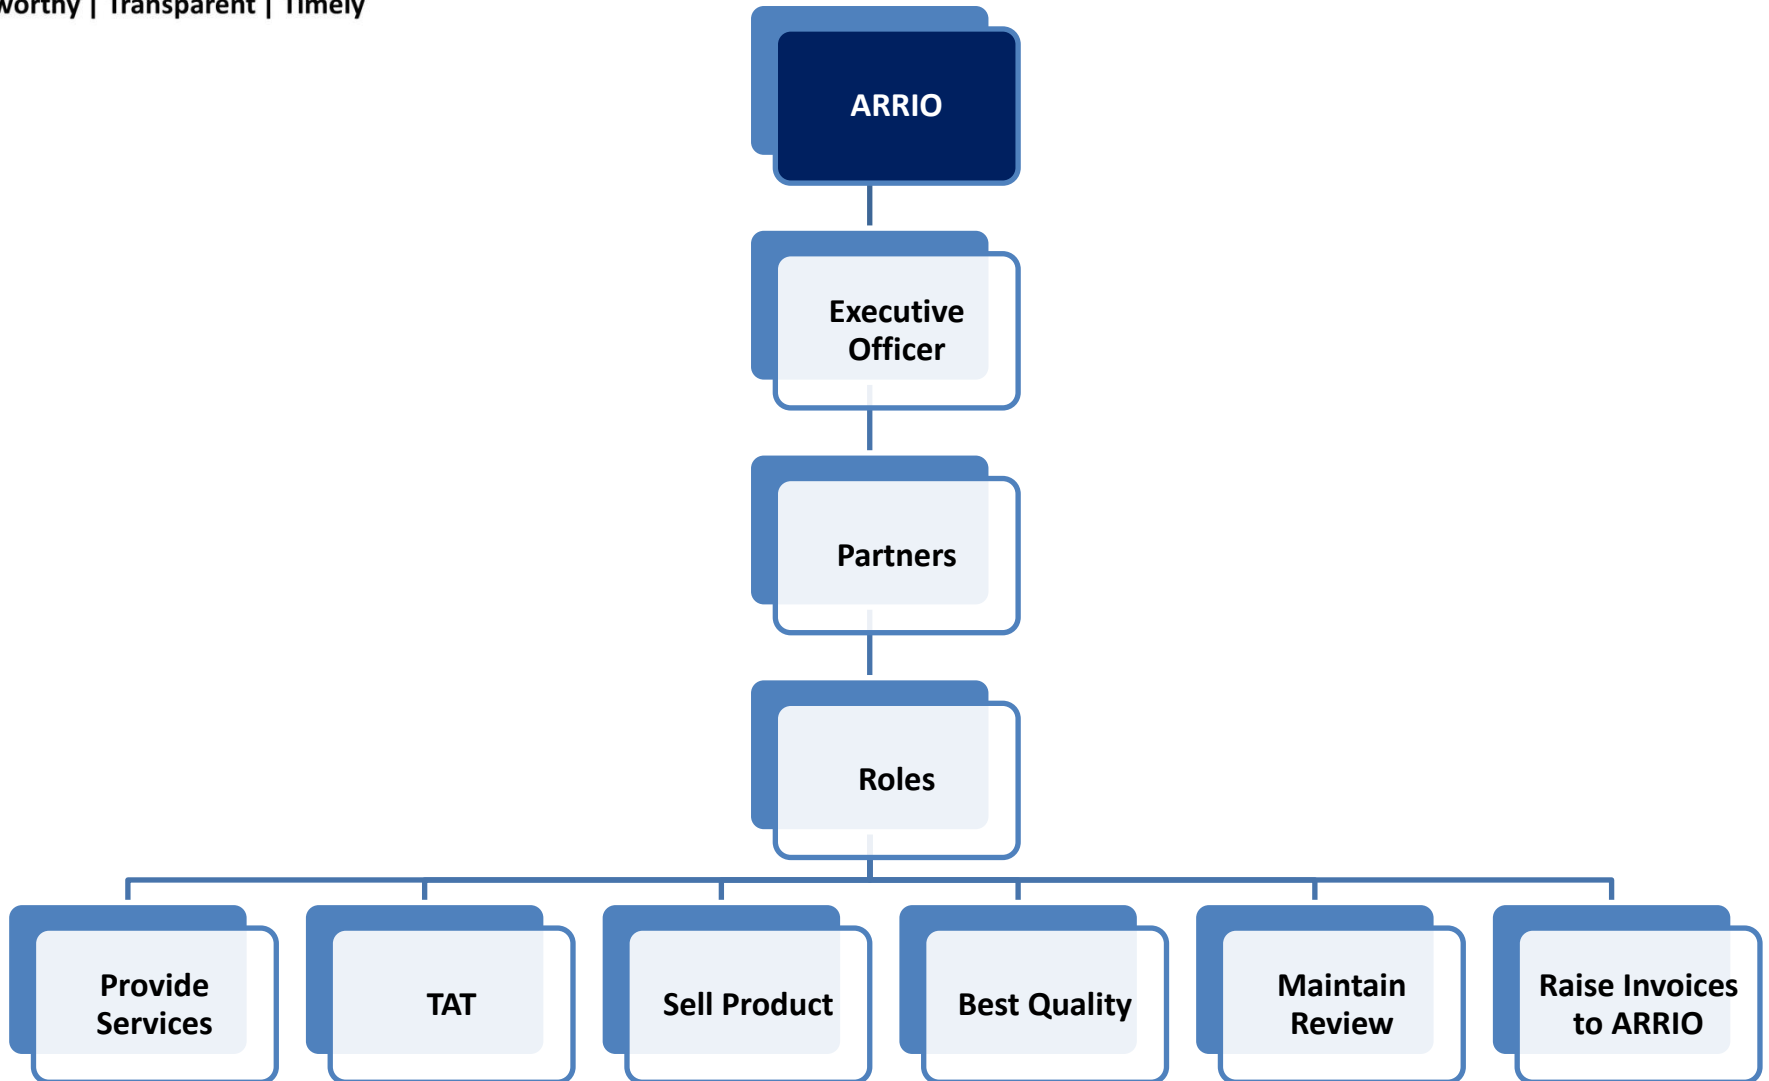 worthy | Transparent | Timely
ARRIO
Executive
Officer
Partners
Roles
Provide
Services
TAT
Sell Product
Best Quality
Maintain
Review
Raise Invoices
to ARRIO